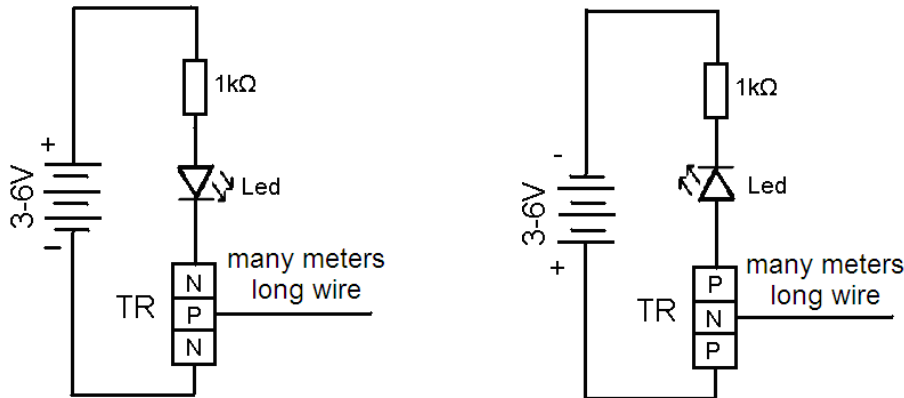 1kΩ
+
3-6V
Led
−
N
many meters
long wire
TR
P
N
1kΩ
-
3-6V
Led
+
P
many meters
long wire
TR
N
P